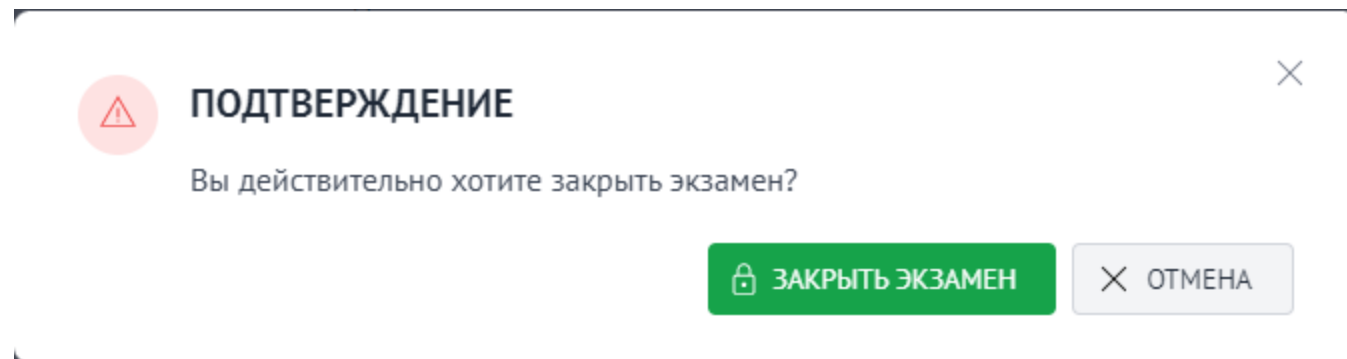 ПОДТВЕРЖДЕНИЕ
Вы действительно хотите закрыть экзамен?
ЗАКРЫТЬ ЭКЗАМЕН
ОТМЕНА